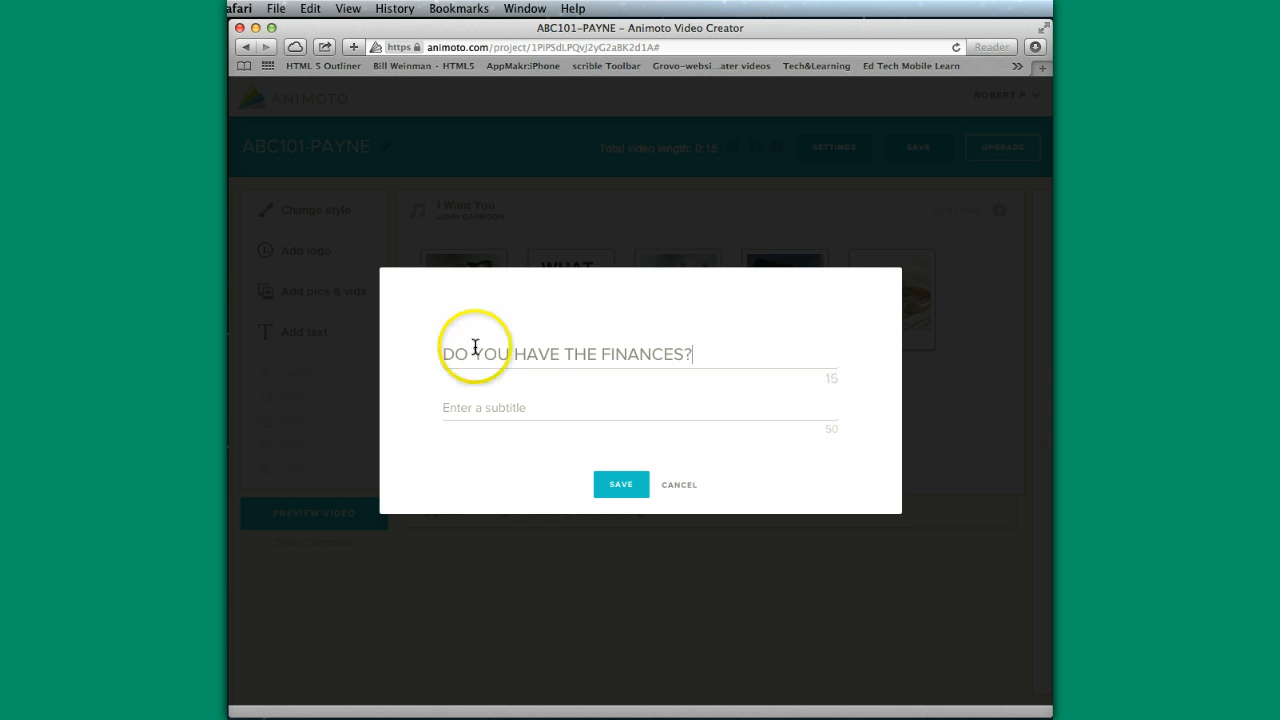 afari File Edit View History Bookmarks Window Help
ABC101-PAYNE – Animoto Video Creator
https animoto.com/project/1PIPSdLPQvJ2yG2aBK2d1A# Reader
HTML 5 Outliner Bill Weinman · HTML5 AppMakr:iPhone scrible Toolbar Grovo-websi...ater videos Tech&Learning Ed Tech Mobile Learn
ANIMOTO ROBERT P
ABC101-PAYNE Total video length: 0:15 SETTINGS SAVE UPGRADE
Change style
I Want You
JOHN GARRISON
Add logo
WHAT
Add pics & vids
Add text
DO YOU HAVE THE FINANCES?
15
Enter a subtitle
50
SAVE CANCEL
PREVIEW VIDEO